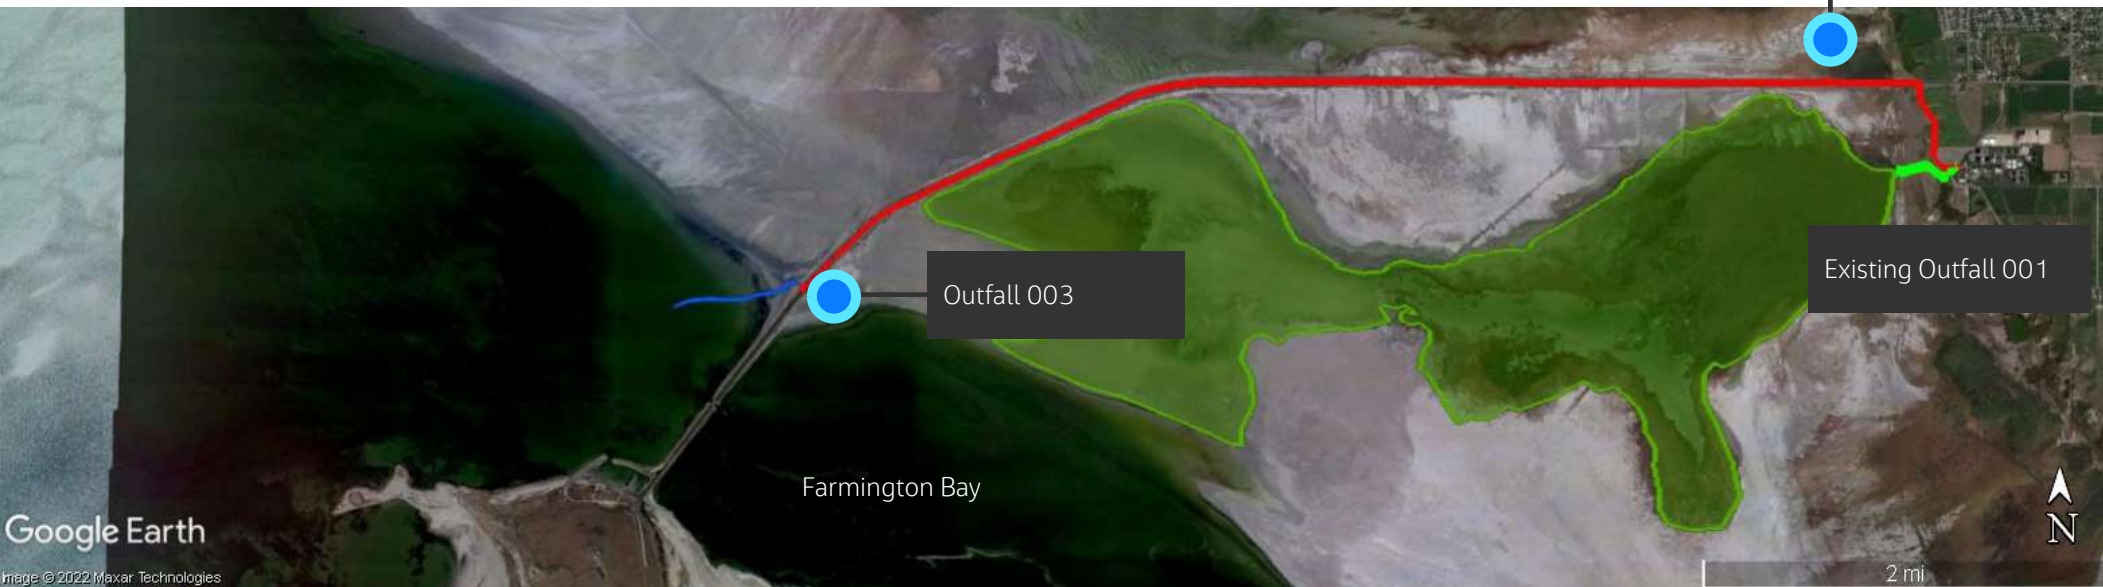 Outfall 003
Existing Outfall 001
Farmington Bay
Google Earth
Image © 2022 Maxar Technologies
N
2 mi